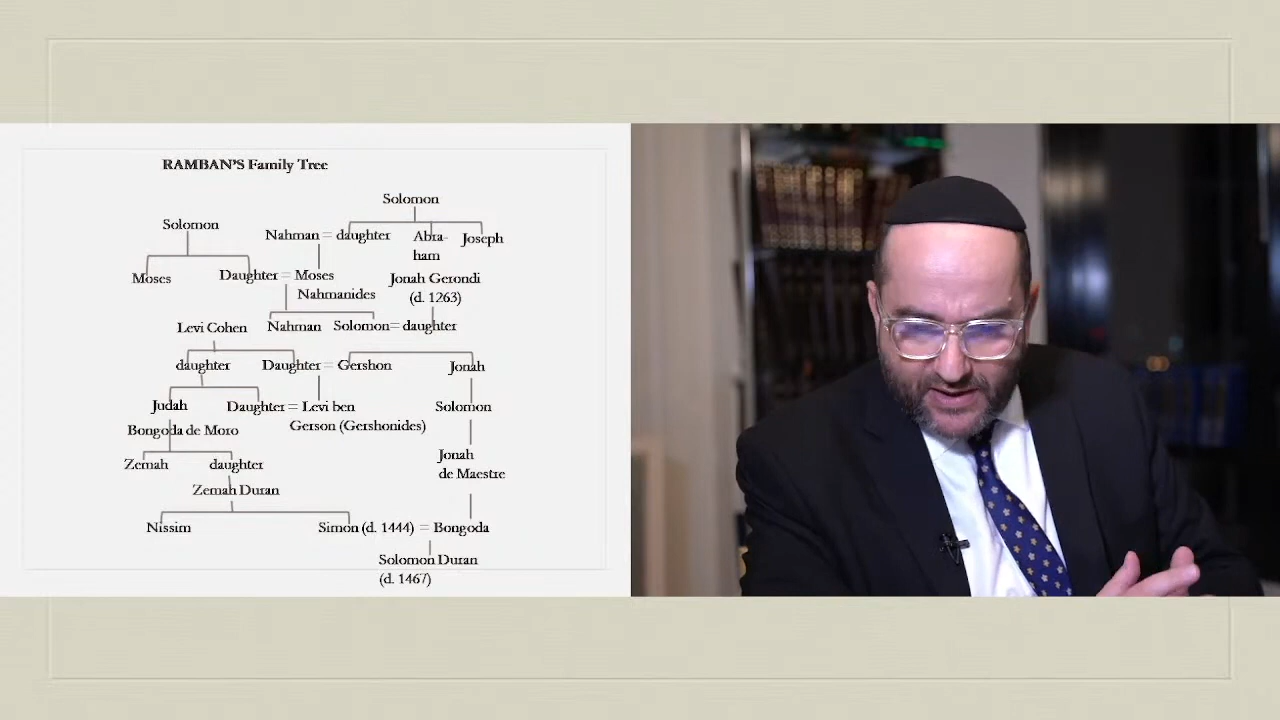 RAMBAN'S Family Tree
Solomon
Solomon
Nahman = daughter Abra- Joseph
ham
Moses Daughter = Moses Jonah Gerondi
Nahmanides (d. 1263)
Levi Cohen Nahman Solomon= daughter
daughter Daughter = Gershon Jonah
Judah Daughter = Levi ben Solomon
Bongoda de Moro Gerson (Gershonides)
Jonah
Zemah daughter de Maestre
Zemah Duran
Nissim Simon (d. 1444) = Bongoda
Solomon Duran
(d. 1467)